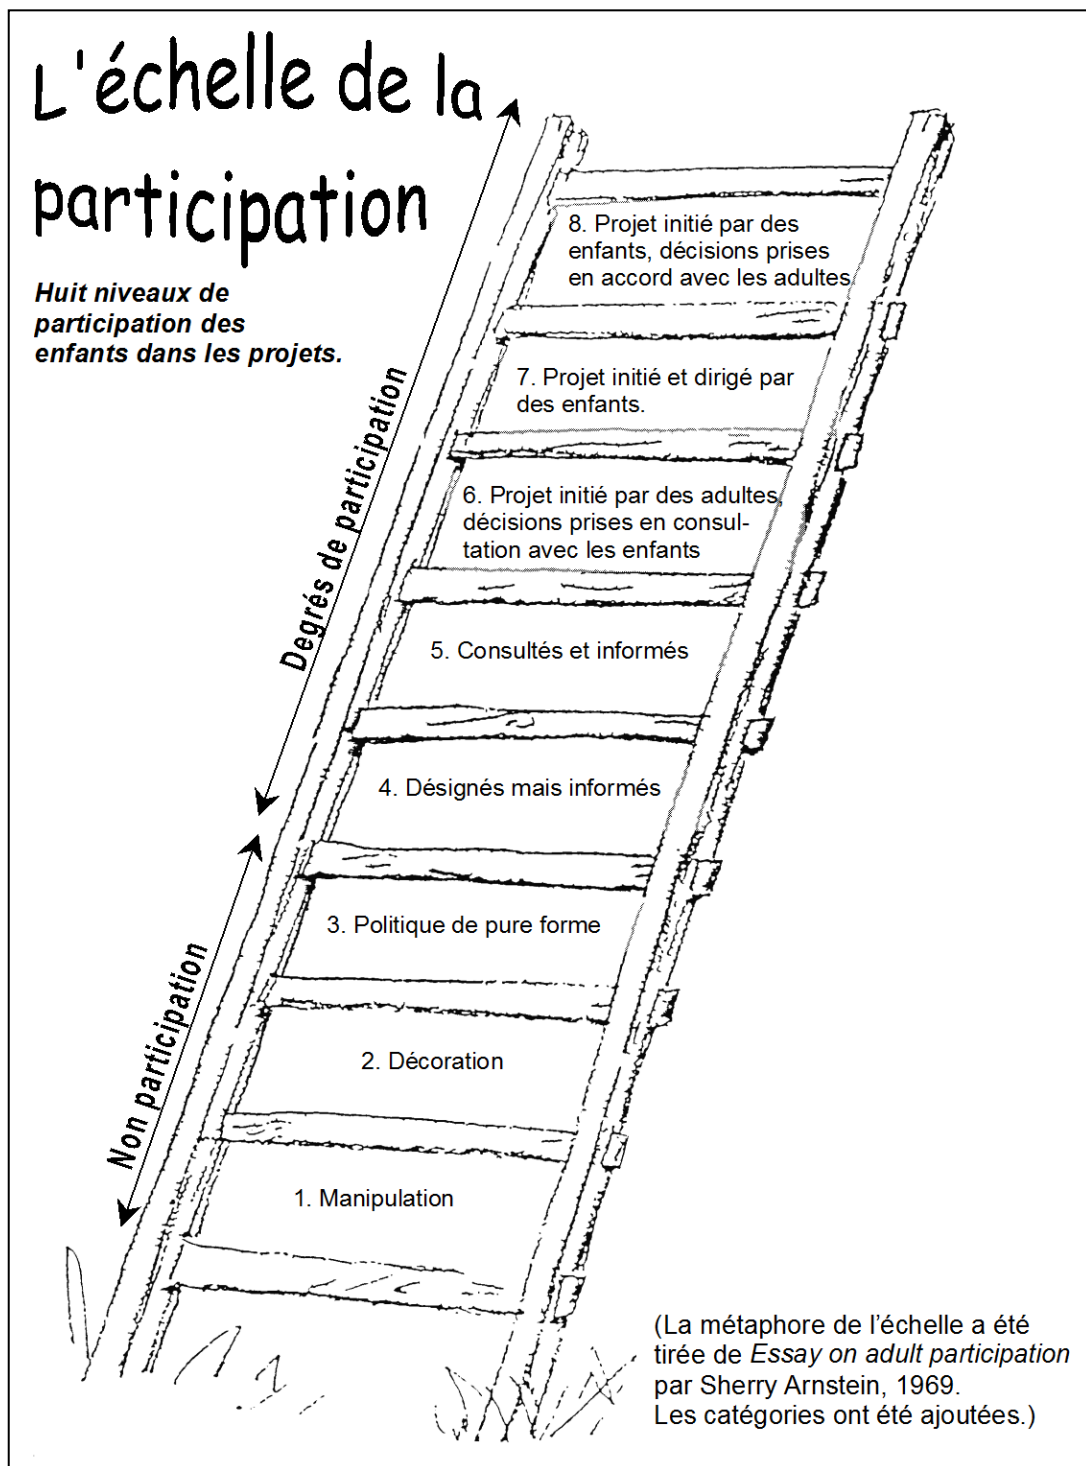 L'échelle de la
participation
Huit niveaux de
participation des
enfants dans les projets.
Degrés de participation
Non participation
8. Projet initié par des
enfants, décisions prises
en accord avec les adultes
7. Projet initié et dirigé par
des enfants.
6. Projet initié par des adultes,
décisions prises en consul-
tation avec les enfants
5. Consultés et informés
4. Désignés mais informés
3. Politique de pure forme
2. Décoration
1. Manipulation
(La métaphore de l’échelle a été
tirée de Essay on adult participation
par Sherry Arnstein, 1969.
Les catégories ont été ajoutées.)